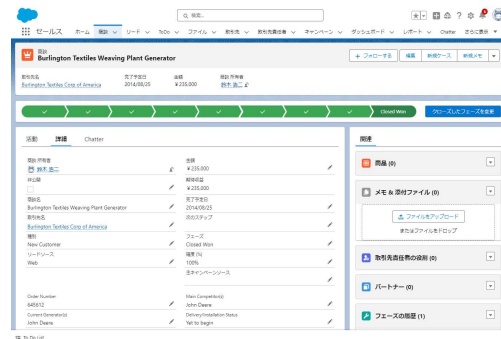 検索...
セールス ホーム 商談 リード ToDo ファイル 取引先 取引先責任者 キャンペーン ダッシュボード レポート Chatter さらに表示
商談
Burlington Textiles Weaving Plant Generator
+ フォローする 編集 新規ケース 新規メモ
取引先名 完了予定日 金額 商談 所有者
Burlington Textiles Corp of America 2014/08/25 ¥235,000 鈴木 浩二
Closed Won クローズしたフェーズを変更
活動 詳細 Chatter
商談 所有者 金額
鈴木 浩二 ¥235,000
非公開 期待収益
¥235,000
商談名 完了予定日
Burlington Textiles Weaving Plant Generator 2014/08/25
取引先名 次のステップ
Burlington Textiles Corp of America
種別 フェーズ
New Customer Closed Won
リードソース 確度 (%)
Web 100%
主キャンペーンソース
Order Number Main Competitor(s)
645612 John Deere
Current Generator(s) Delivery/Installation Status
John Deere Yet to begin
関連
商品 (0)
メモ & 添付ファイル (0)
ファイルをアップロード
またはファイルをドロップ
取引先責任者の役割 (0)
パートナー (0)
フェーズの履歴 (1)
To Do List